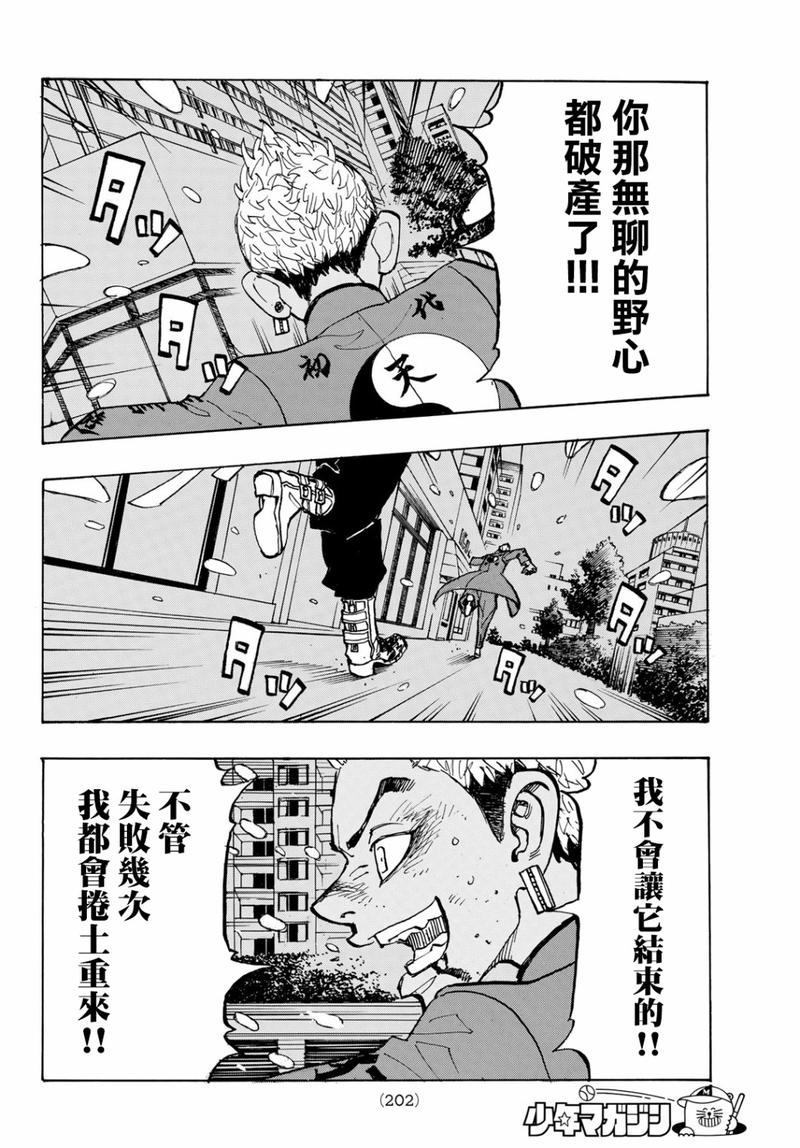 你那無聊的野心
都破產了!!!
タッ
タッ
初代
天
タッ
タッ
タッ
タッ
我不會讓它結束的!!
不管
失敗幾次
我都會捲土重來!!
(202)
少年マガジン